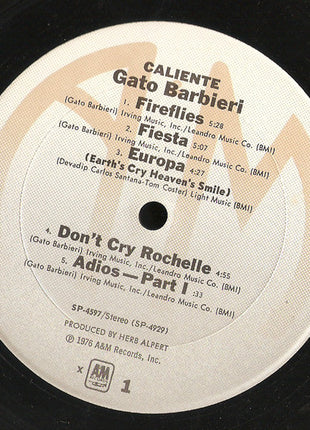 CALIENTE
Gato Barbieri
1. Fireflies 5:28
(Gato Barbieri) Irving Music, Inc./Leandro Music Co. (BMI)
2. Fiesta 5:07
(Gato Barbieri) Irving Music, Inc./Leandro Music Co. (BMI)
3. Europa 4:27
(Earth's Cry Heaven's Smile)
(Devadip Carlos Santana-Tom Coster) Light Music (BMI)
4. Don't Cry Rochelle 4:55
(Gato Barbieri) Irving Music, Inc./Leandro Music Co. (BMI)
5. Adios—Part I :33
(Gato Barbieri) Irving Music, Inc./Leandro Music Co. (BMI)
SP-4597/Stereo (SP-4929)
PRODUCED BY HERB ALPERT
℗ 1976 A&M Records, Inc.
x A&M RECORDS 1